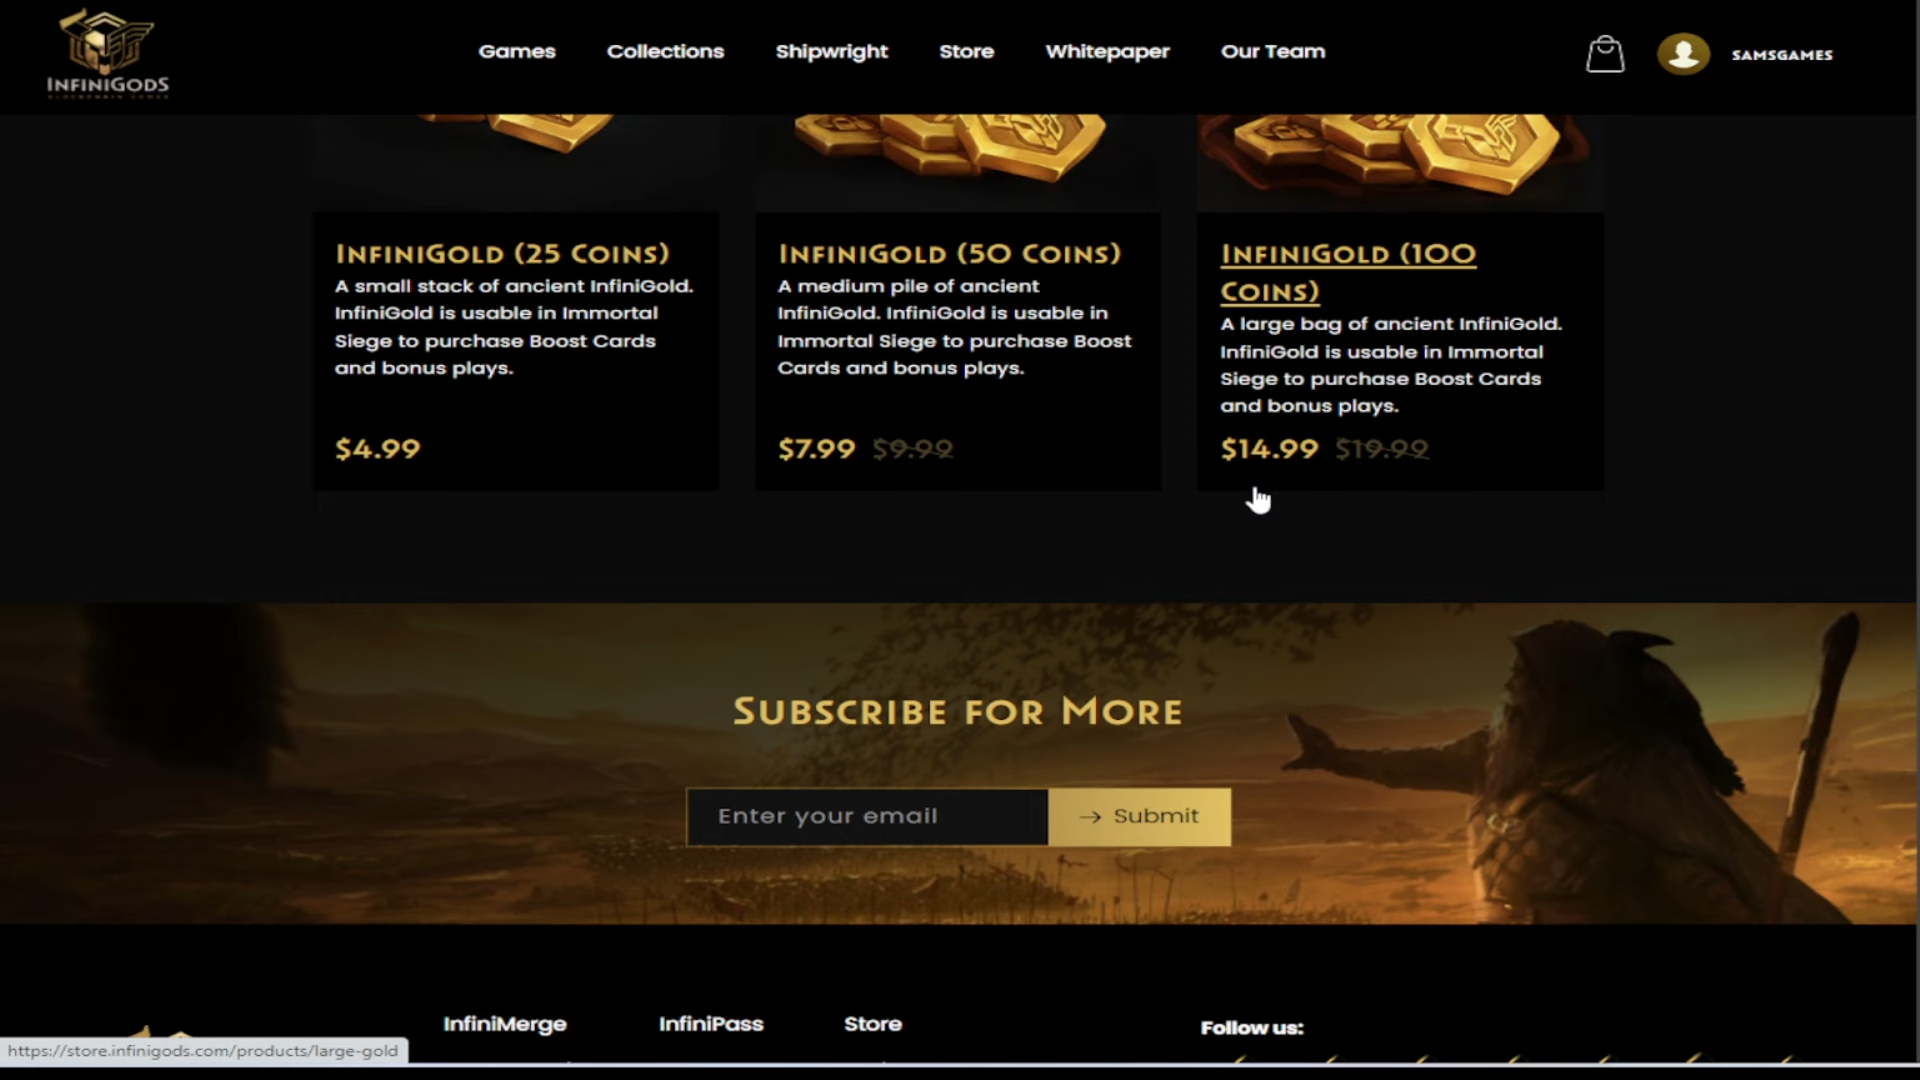 INFINIGODS
Games
Collections
Shipwright
Store
Whitepaper
Our Team
SAMSGAMES
INFINIGOLD (25 COINS)
A small stack of ancient InfiniGold.
InfiniGold is usable in Immortal
Siege to purchase Boost Cards
and bonus plays.
$4.99
INFINIGOLD (50 COINS)
A medium pile of ancient
InfiniGold. InfiniGold is usable in
Immortal Siege to purchase Boost
Cards and bonus plays.
$7.99 $9.99
INFINIGOLD (100
COINS)
A large bag of ancient InfiniGold.
InfiniGold is usable in Immortal
Siege to purchase Boost Cards
and bonus plays.
$14.99 $19.99
SUBSCRIBE FOR MORE
Enter your email
→ Submit
InfiniMerge
InfiniPass
Store
Follow us:
https://store.infinigods.com/products/large-gold